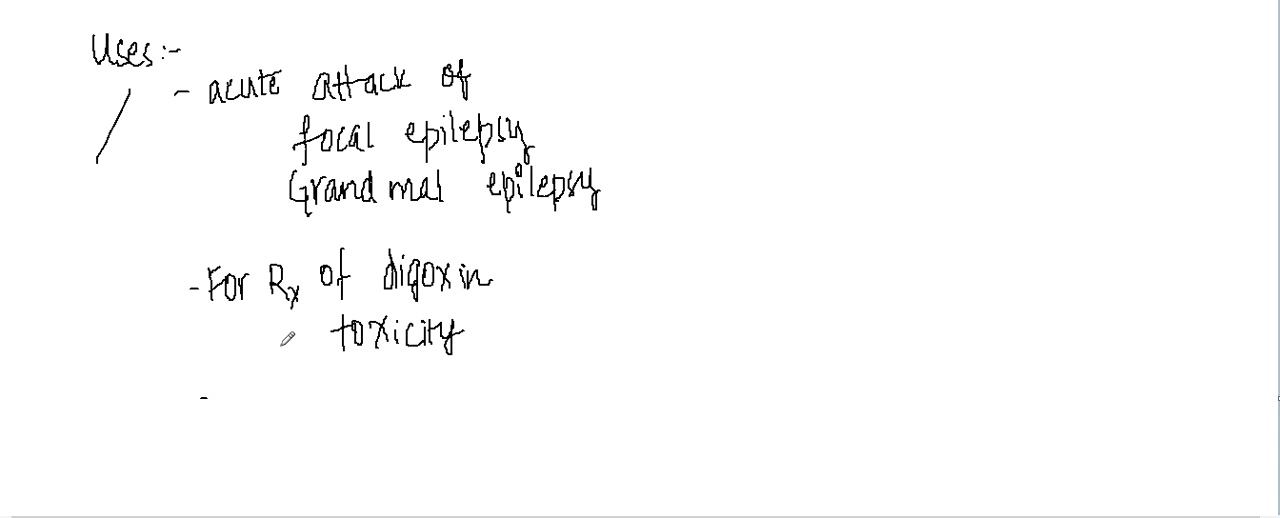 Uses:-
- acute attack of
focal epilepsy
Grand mal epilepsy
- For Rx of digoxin
toxicity
-